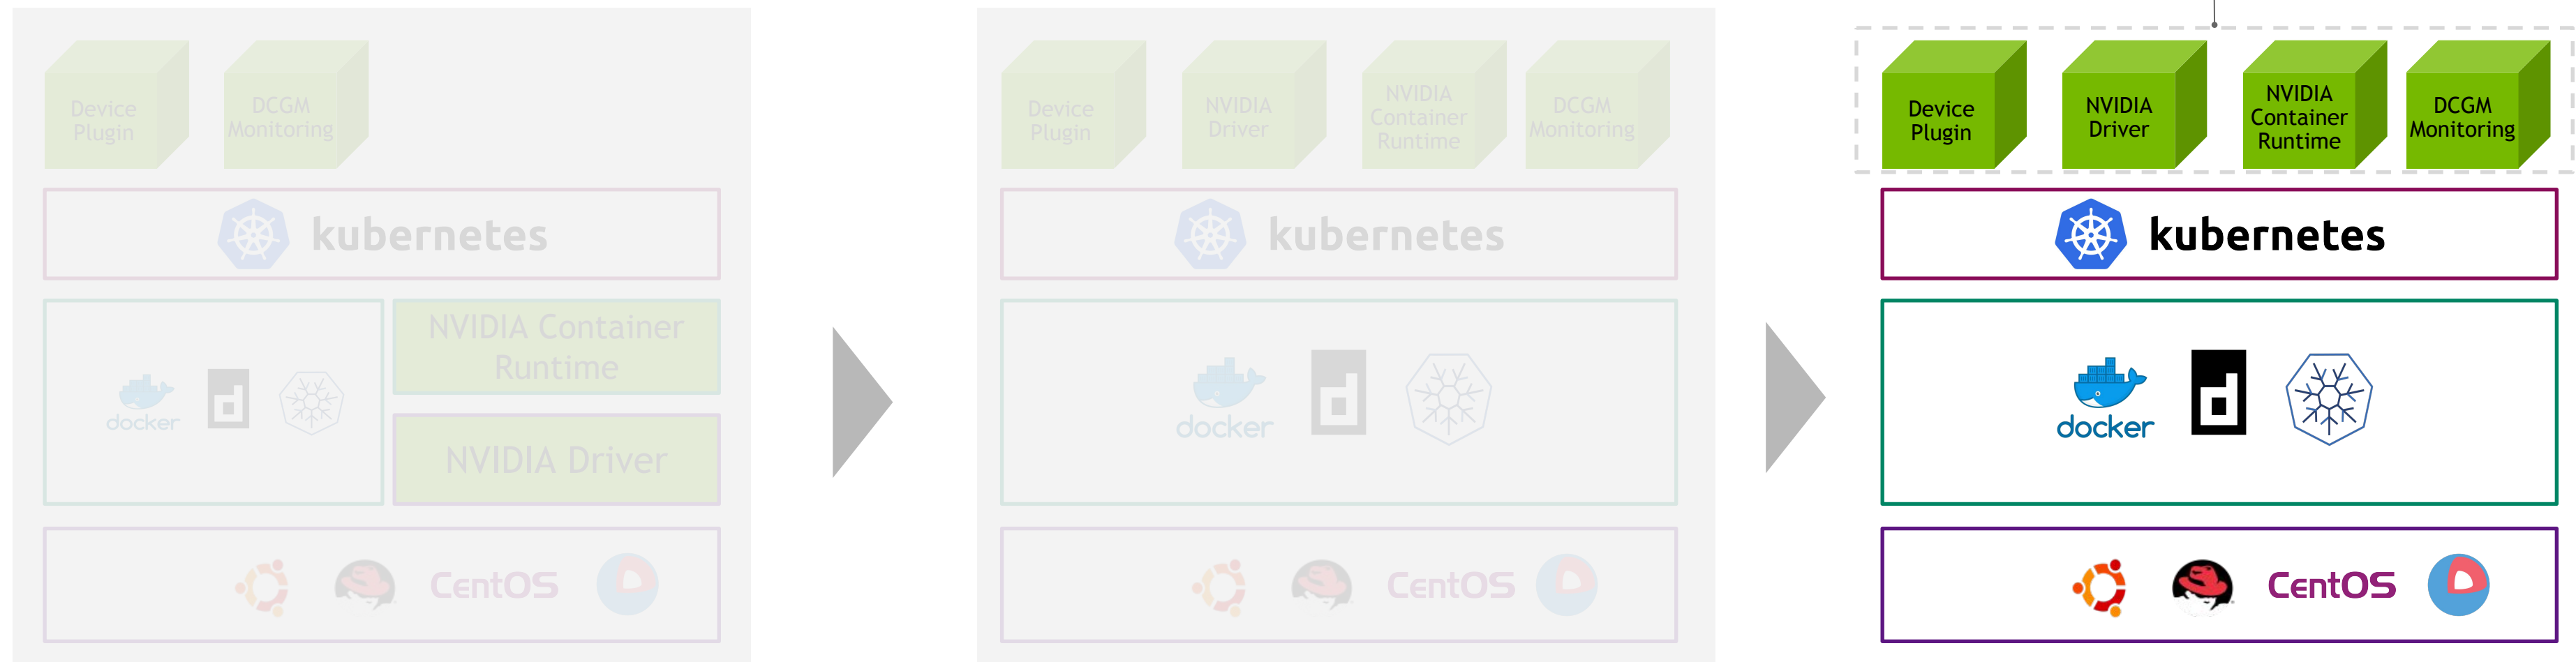 Device
Plugin
DCGM
Monitoring
kubernetes
docker
NVIDIA Container
Runtime
NVIDIA Driver
CentOS
Device
Plugin
NVIDIA
Driver
NVIDIA
Container
Runtime
DCGM
Monitoring
kubernetes
docker
CentOS
Device
Plugin
NVIDIA
Driver
NVIDIA
Container
Runtime
DCGM
Monitoring
kubernetes
docker
CentOS